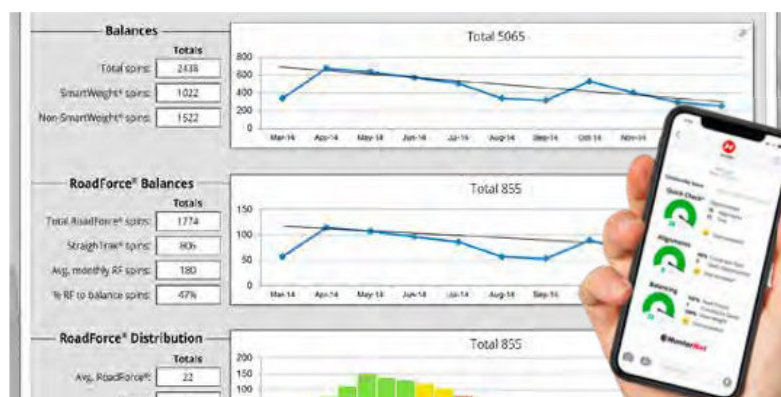 Balances
Total 5065
Totals
Total spins: 2438
SmartWeight® spins: 1022
Non-SmartWeight® spins: 1522
800
600
400
200
0
Mar-14 Apr-14 May-14 Jun-14 Jul-14 Aug-14 Sep-14 Oct-14 Nov-14
RoadForce® Balances
Total 855
Totals
Total RoadForce® spins: 1774
StraighTrak® spins: 806
Avg. monthly RF spins: 180
% RF to balance spins: 47%
150
100
50
0
Mar-14 Apr-14 May-14 Jun-14 Jul-14 Aug-14 Sep-14
RoadForce® Distribution
Total 855
Totals
Avg. RoadForce®: 22
200
150
100
Quick Check®
Alignments
Balancing
HunterNet